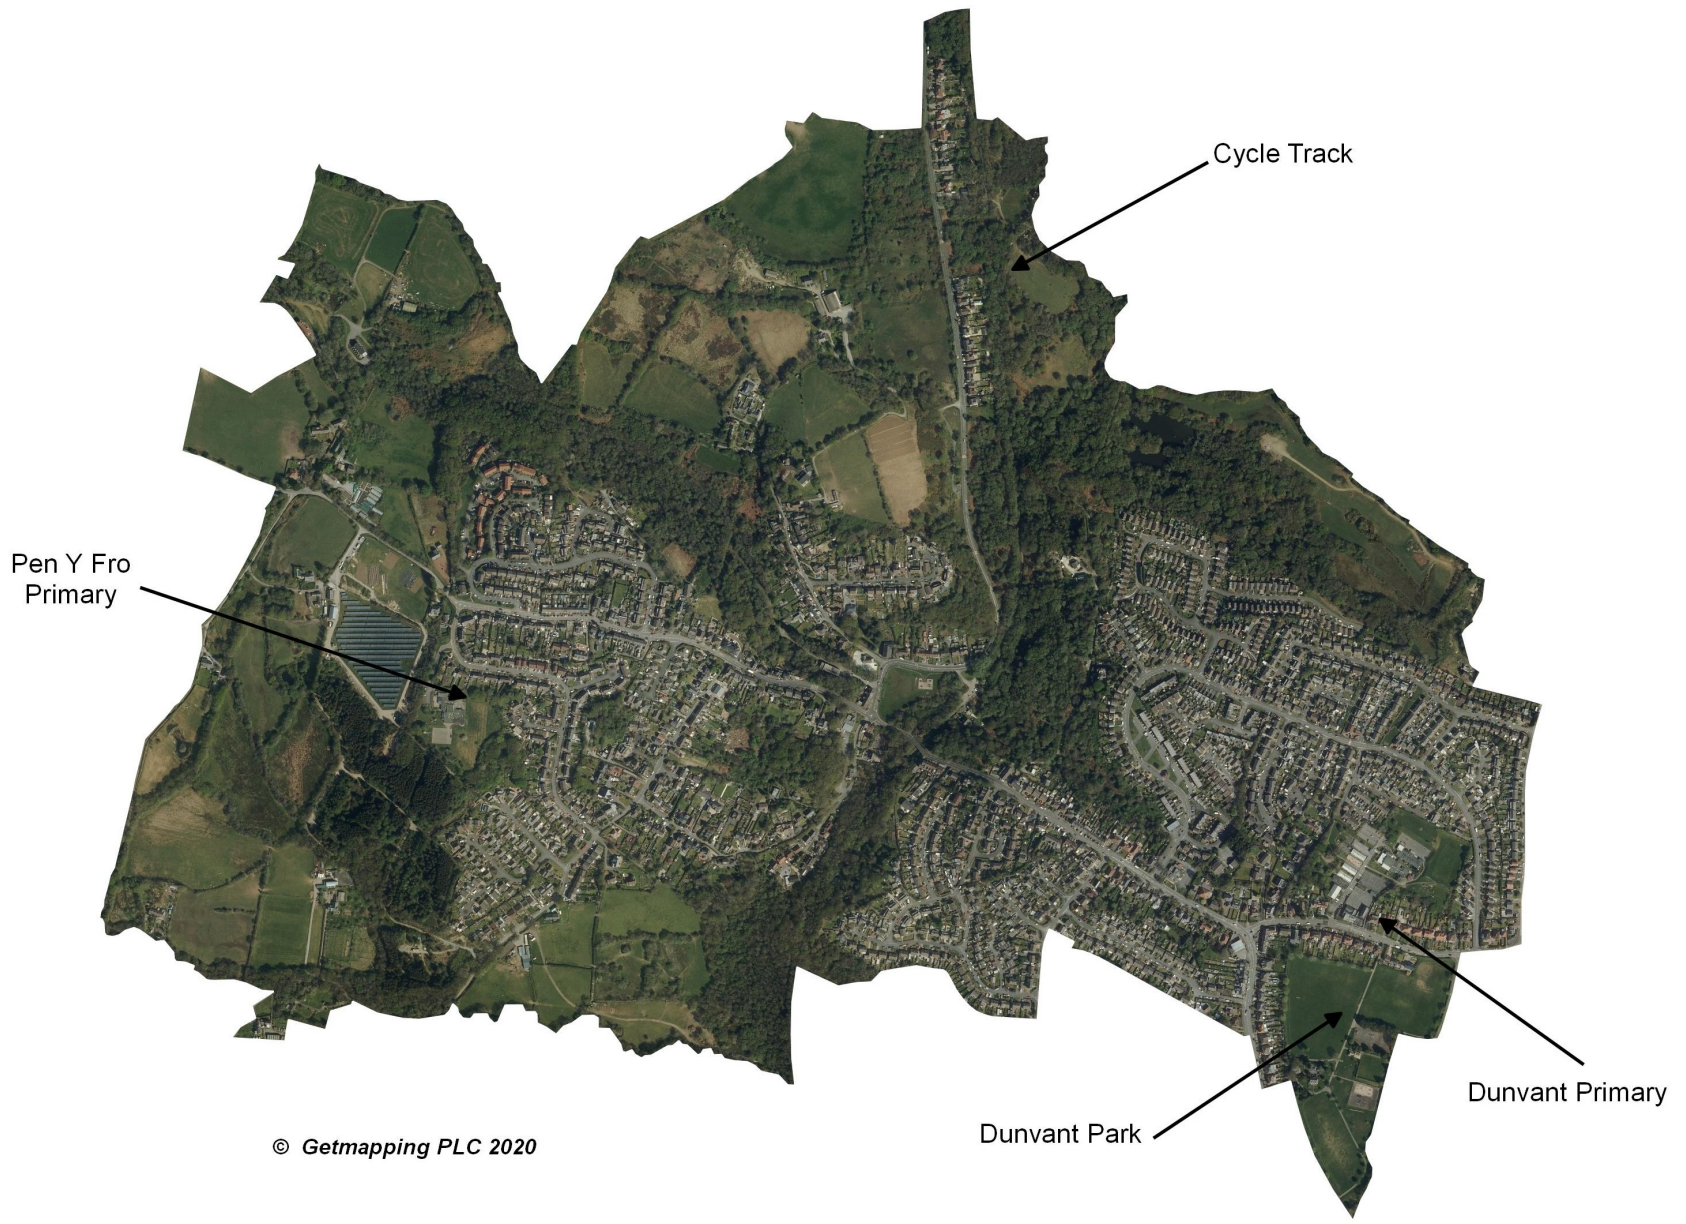 Cycle Track
Pen Y Fro
Primary
Dunvant Primary
Dunvant Park
© Getmapping PLC 2020